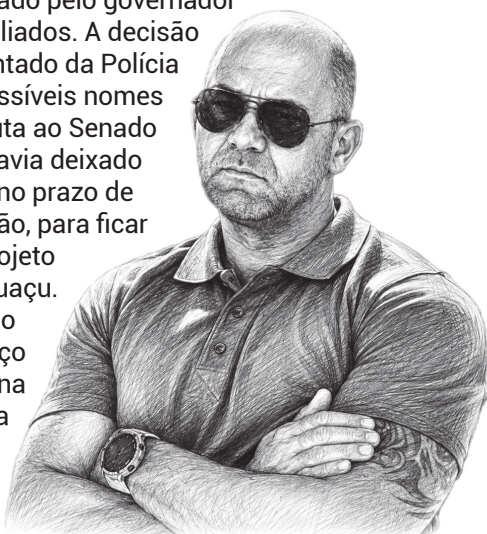 ado pelo governador
liados. A decisão
ntado da Polícia
ssíveis nomes
uta ao Senado
avia deixado
no prazo de
ão, para ficar
ojeto
uaçu.
o
ço
na
a